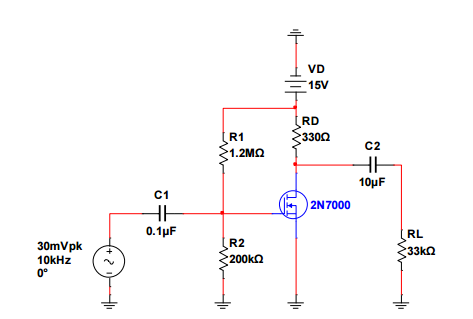 VD
15V
RD
330Ω
R1
1.2MΩ
C2
10µF
C1
0.1µF
2N7000
30mVpk
10kHz
0°
R2
200kΩ
RL
33kΩ